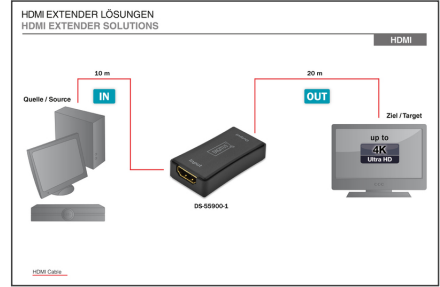 HDMI EXTENDER LÖSUNGEN
HDMI EXTENDER SOLUTIONS
HDMI
10 m
20 m
Quelle / Source
IN
OUT
Ziel / Target
up to
4K
Ultra HD
DS-55900-1
HDMI Cable